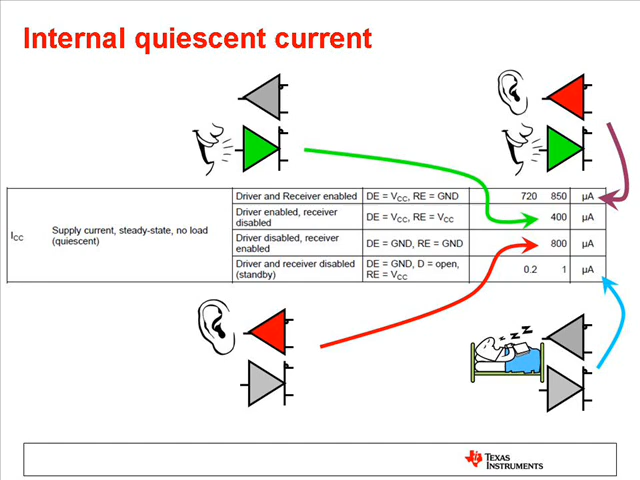 Internal quiescent current
I_CC Supply current, steady-state, no load
(quiescent)
Driver and Receiver enabled DE = V_CC, RE = GND 720 850 µA
Driver enabled, receiver
disabled DE = V_CC, RE = V_CC 400 µA
Driver disabled, receiver
enabled DE = GND, RE = GND 800 µA
Driver and receiver disabled
(standby) DE = GND, D = open,
RE = V_CC 0.2 1 µA
z z z
TEXAS
INSTRUMENTS